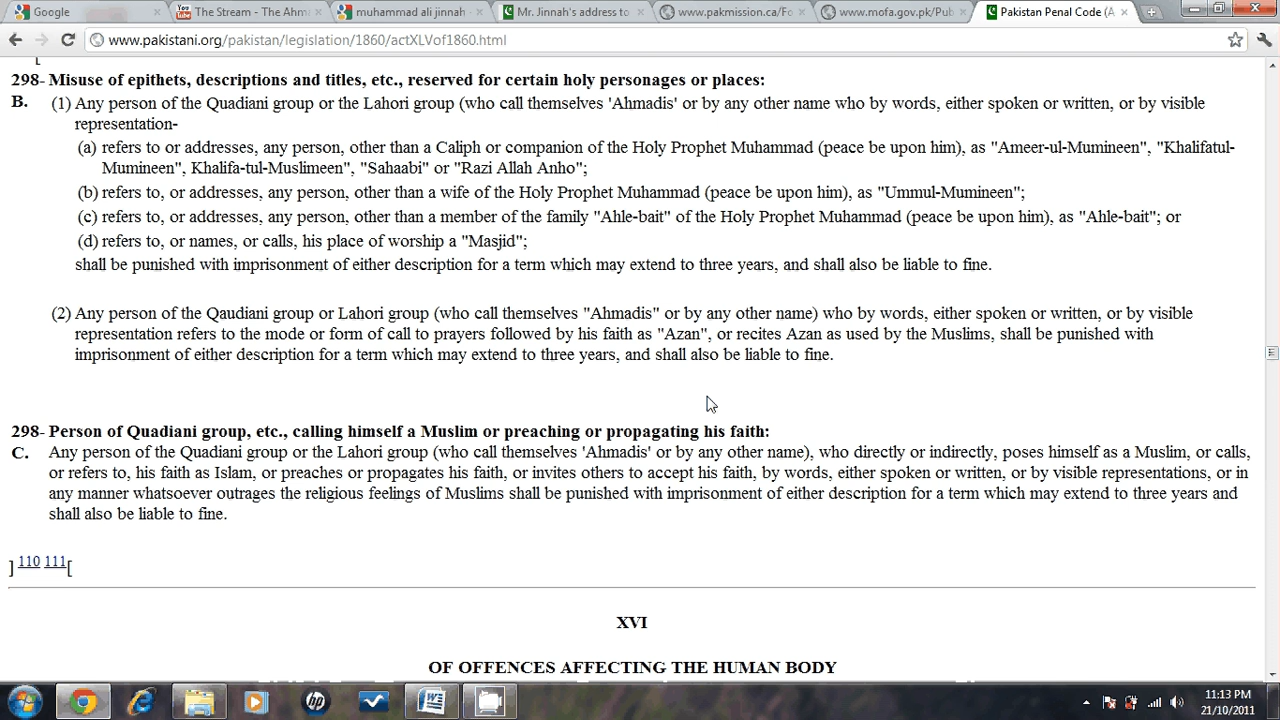 Google
The Stream - The Ahm
muhammad ali jinnah
Mr. Jinnah's address to
www.pakmission.ca/Fo
www.mofa.gov.pk/Pub
Pakistan Penal Code (A
www.pakistani.org/pakistan/legislation/1860/actXLVof1860.html
[
298- Misuse of epithets, descriptions and titles, etc., reserved for certain holy personages or places:
B. (1) Any person of the Quadiani group or the Lahori group (who call themselves 'Ahmadis' or by any other name who by words, either spoken or written, or by visible
representation-
(a) refers to or addresses, any person, other than a Caliph or companion of the Holy Prophet Muhammad (peace be upon him), as "Ameer-ul-Mumineen", "Khalifatul-
Mumineen", Khalifa-tul-Muslimeen", "Sahaabi" or "Razi Allah Anho";
(b) refers to, or addresses, any person, other than a wife of the Holy Prophet Muhammad (peace be upon him), as "Ummul-Mumineen";
(c) refers to, or addresses, any person, other than a member of the family "Ahle-bait" of the Holy Prophet Muhammad (peace be upon him), as "Ahle-bait"; or
(d) refers to, or names, or calls, his place of worship a "Masjid";
shall be punished with imprisonment of either description for a term which may extend to three years, and shall also be liable to fine.
(2) Any person of the Qaudiani group or Lahori group (who call themselves "Ahmadis" or by any other name) who by words, either spoken or written, or by visible
representation refers to the mode or form of call to prayers followed by his faith as "Azan", or recites Azan as used by the Muslims, shall be punished with
imprisonment of either description for a term which may extend to three years, and shall also be liable to fine.
298- Person of Quadiani group, etc., calling himself a Muslim or preaching or propagating his faith:
C. Any person of the Quadiani group or the Lahori group (who call themselves 'Ahmadis' or by any other name), who directly or indirectly, poses himself as a Muslim, or calls,
or refers to, his faith as Islam, or preaches or propagates his faith, or invites others to accept his faith, by words, either spoken or written, or by visible representations, or in
any manner whatsoever outrages the religious feelings of Muslims shall be punished with imprisonment of either description for a term which may extend to three years and
shall also be liable to fine.
] 110 111[
XVI
OF OFFENCES AFFECTING THE HUMAN BODY
11:13 PM
21/10/2011